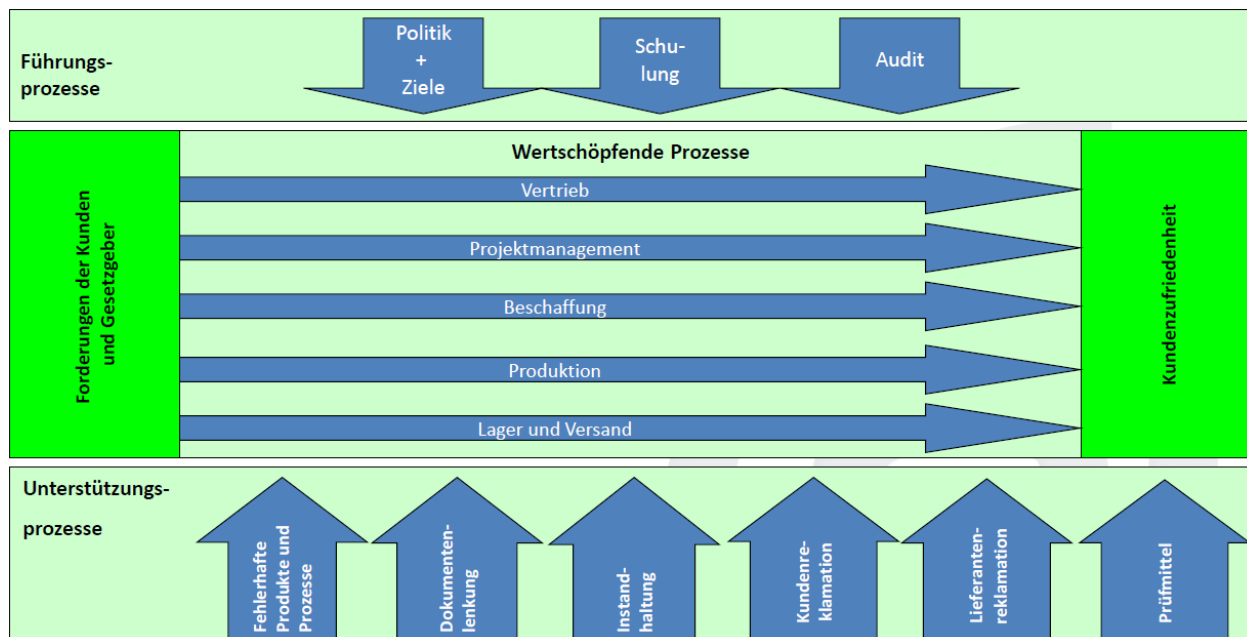 Führungs-
prozesse
Politik
+
Ziele
Schu-
lung
Audit
Forderungen der Kunden
und Gesetzgeber
Wertschöpfende Prozesse
Vertrieb
Projektmanagement
Beschaffung
Produktion
Lager und Versand
Kundenzufriedenheit
Unterstützungs-
prozesse
Fehlerhafte
Produkte und
Prozesse
Dokumenten-
lenkung
Instand-
haltung
Kundenre-
klamation
Lieferanten-
reklamation
Prüfmittel